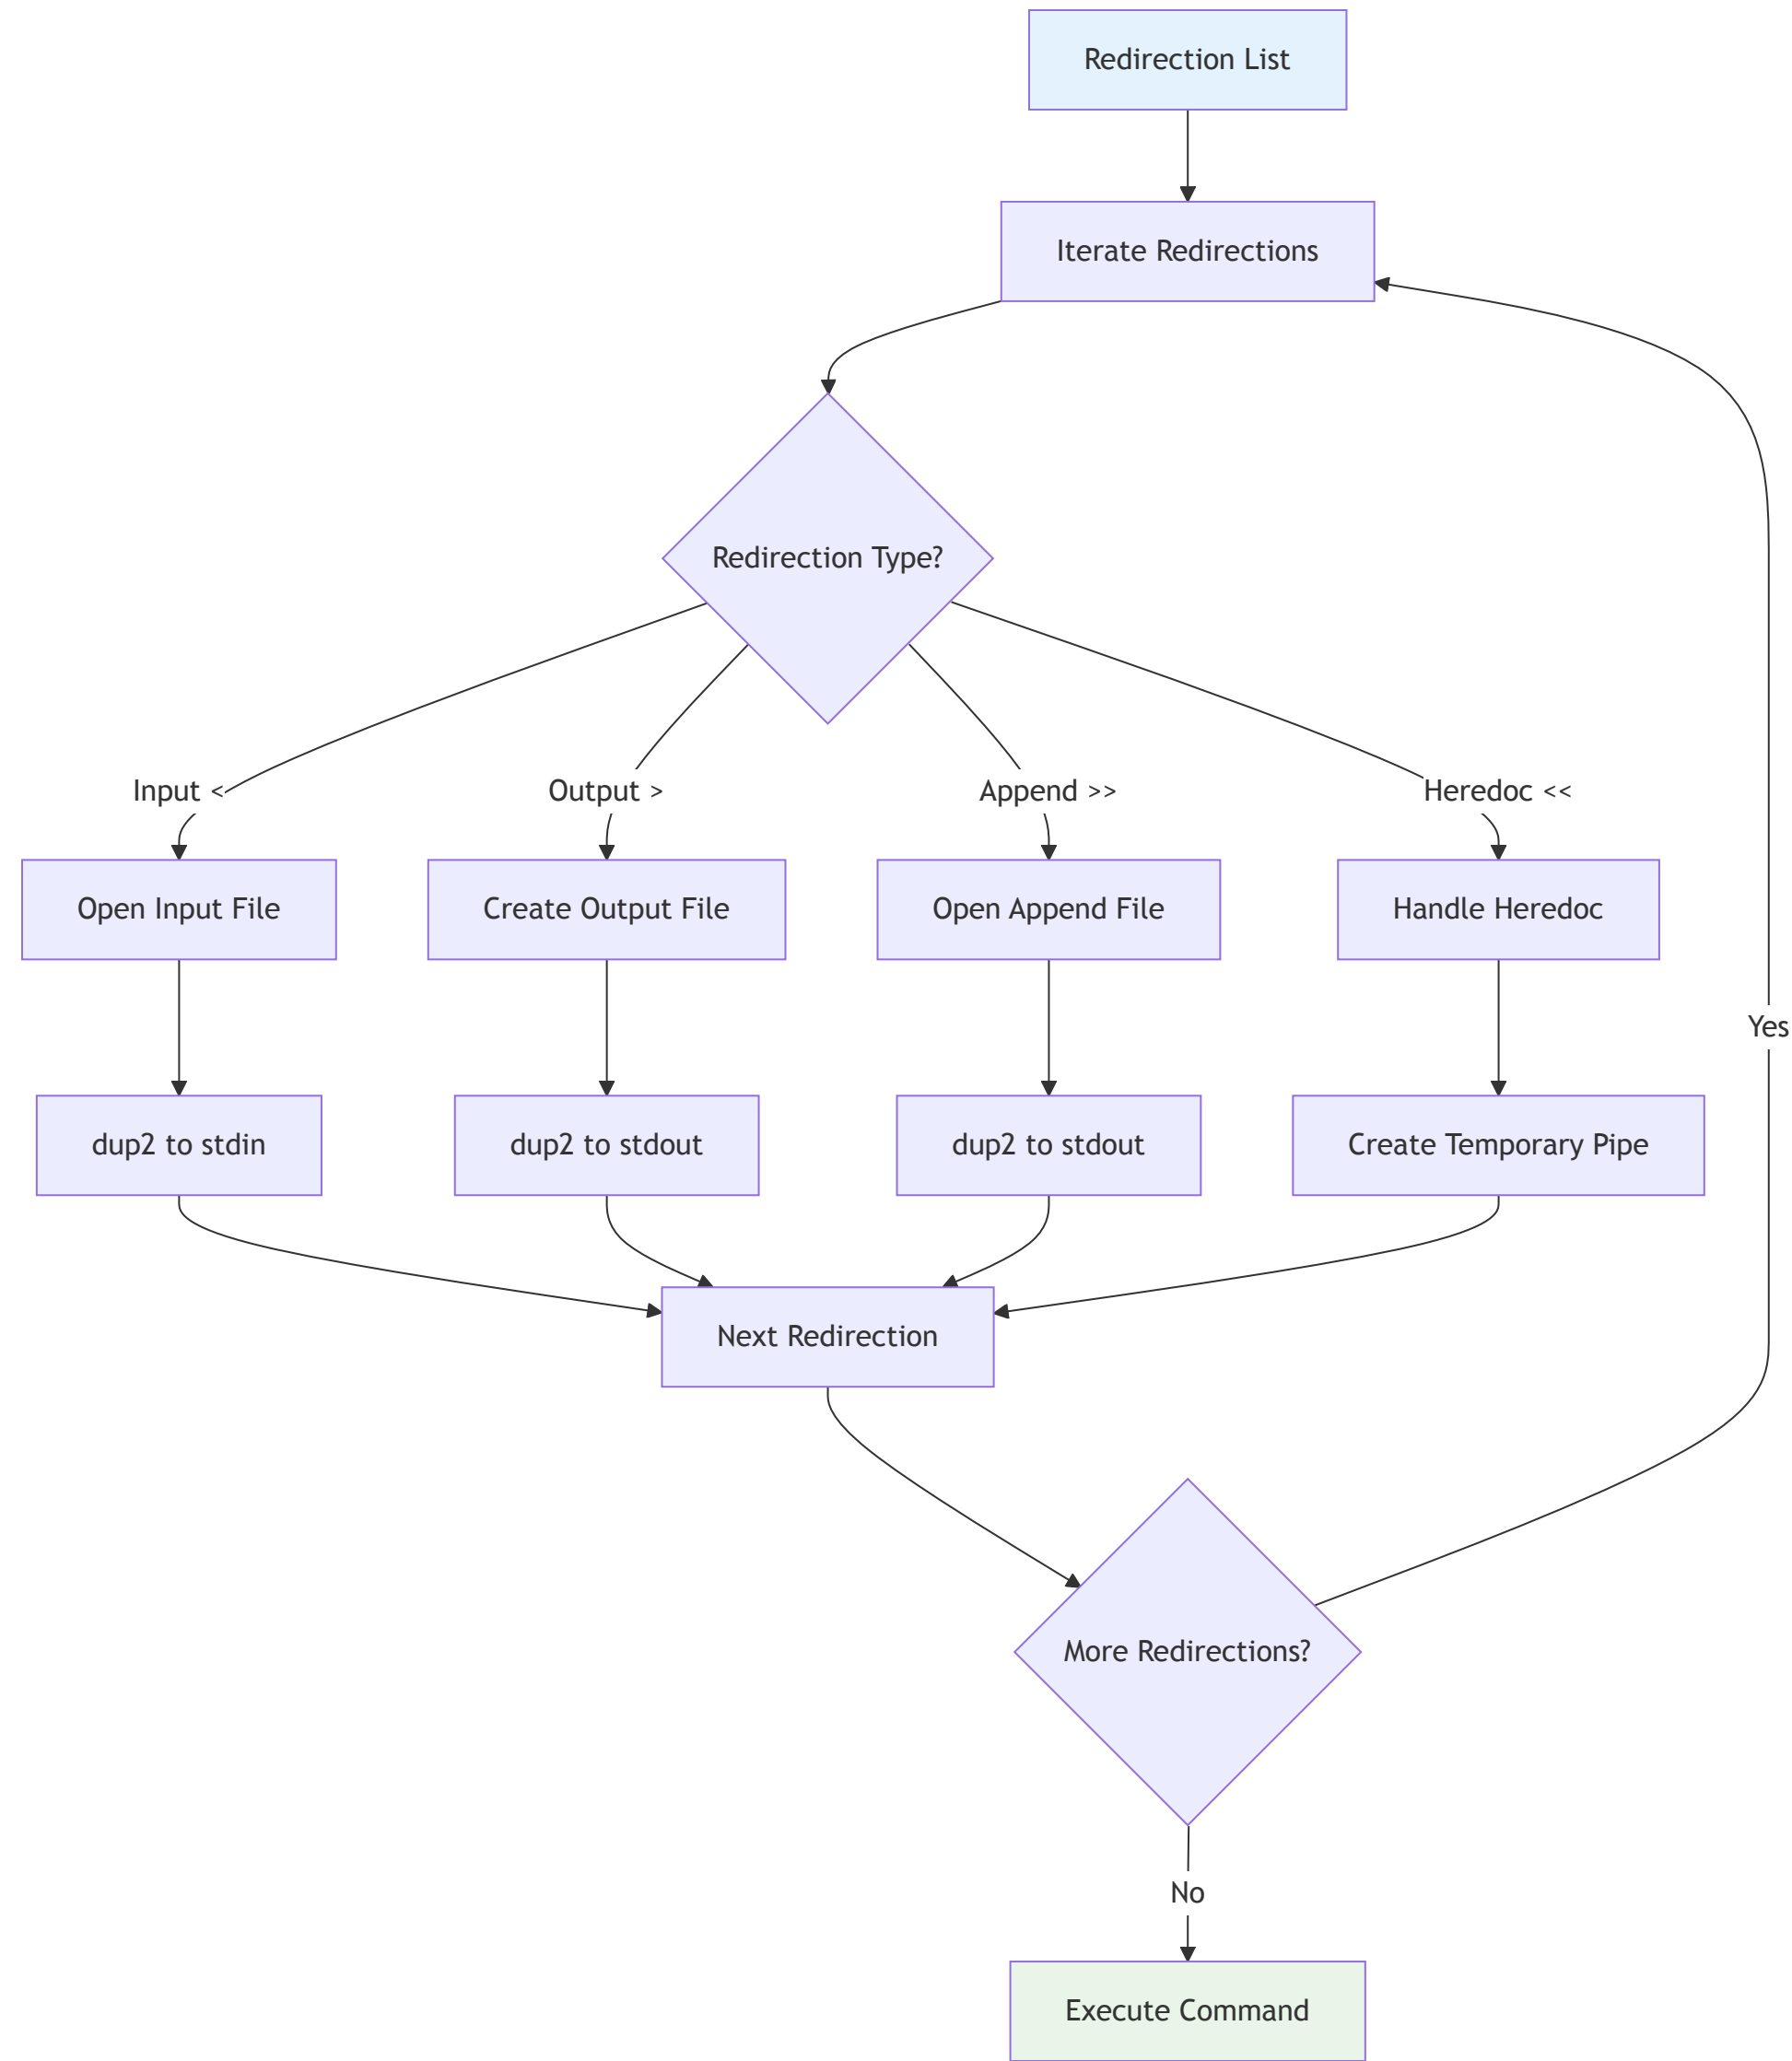 Redirection List
Iterate Redirections
Redirection Type?
Input <
Output >
Append >>
Heredoc <<
Open Input File
Create Output File
Open Append File
Handle Heredoc
Yes
dup2 to stdin
dup2 to stdout
dup2 to stdout
Create Temporary Pipe
Next Redirection
More Redirections?
No
Execute Command